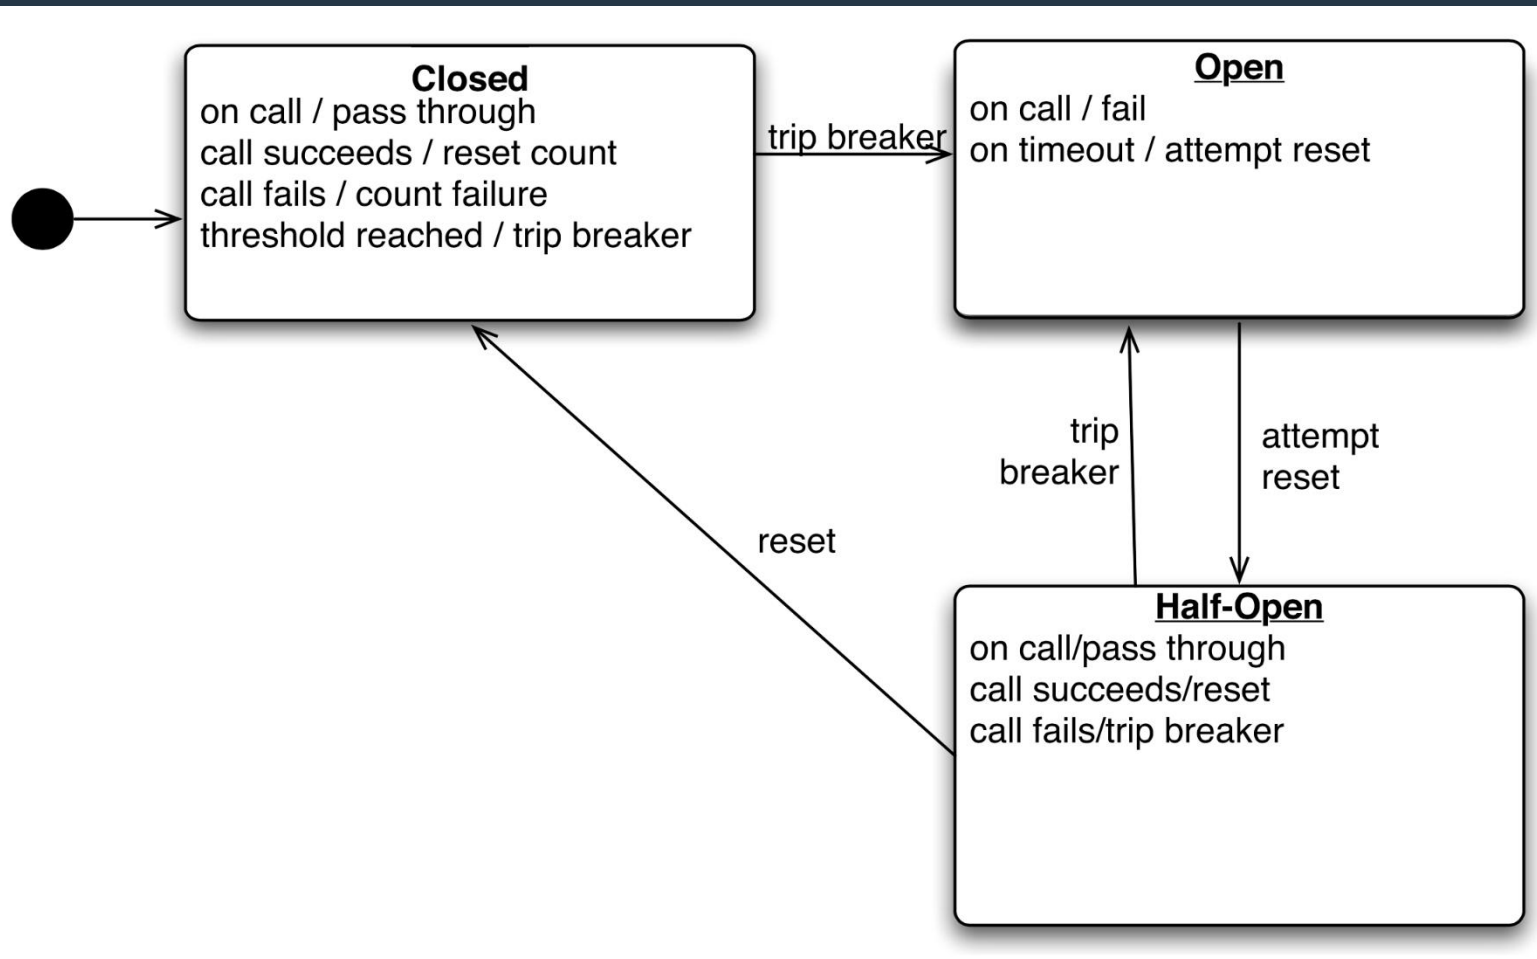 Closed
on call / pass through
call succeeds / reset count
call fails / count failure
threshold reached / trip breaker
trip breaker
Open
on call / fail
on timeout / attempt reset
trip
breaker
attempt
reset
reset
Half-Open
on call/pass through
call succeeds/reset
call fails/trip breaker